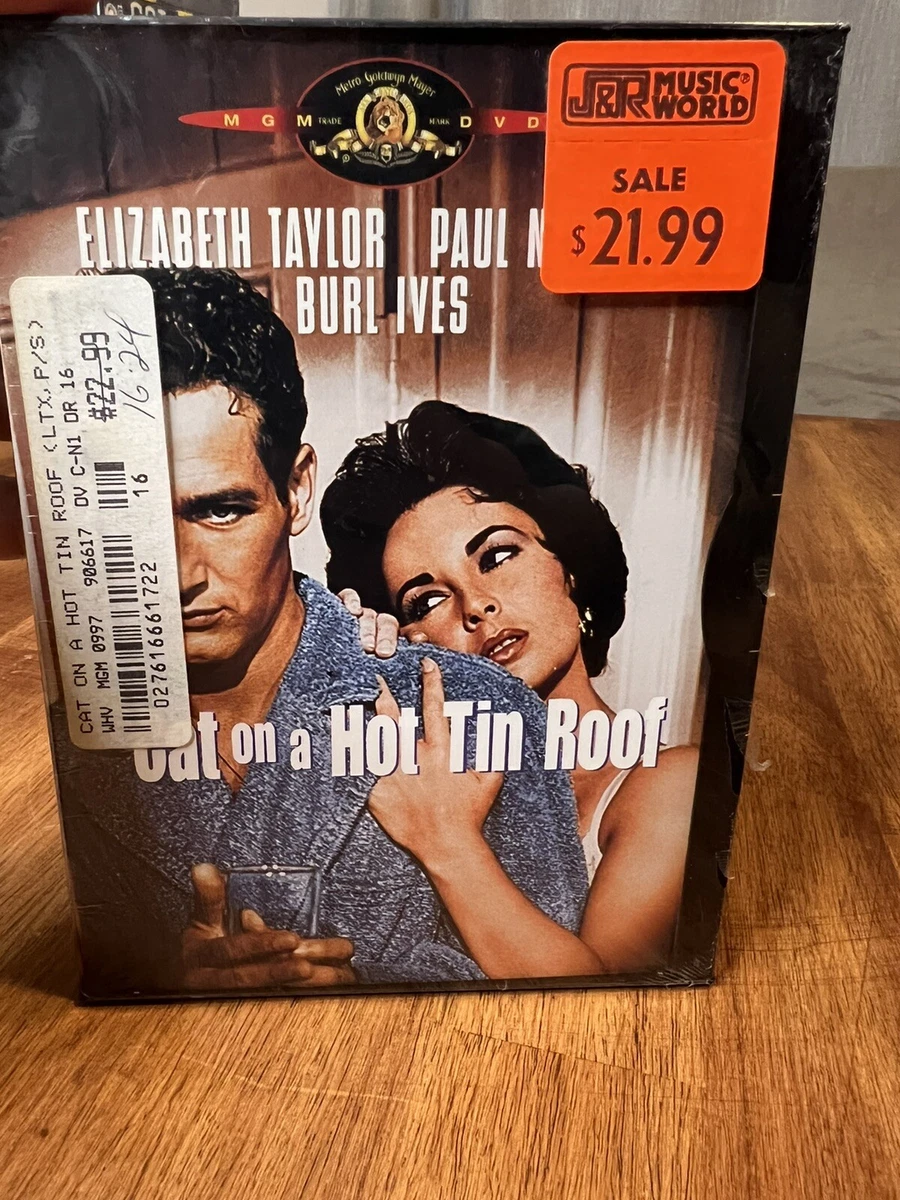 Metro Goldwyn Mayer
MGM TRADE MARK DVD
J&R MUSIC® WORLD
SALE
$21.99
ELIZABETH TAYLOR PAUL N
BURL IVES
CAT ON A HOT TIN ROOF (LTX,P/S)
WHV MGM 0997 906617 DV C-N1 DR 16
$22.99
16.24
16
027616661722
Cat on a Hot Tin Roof